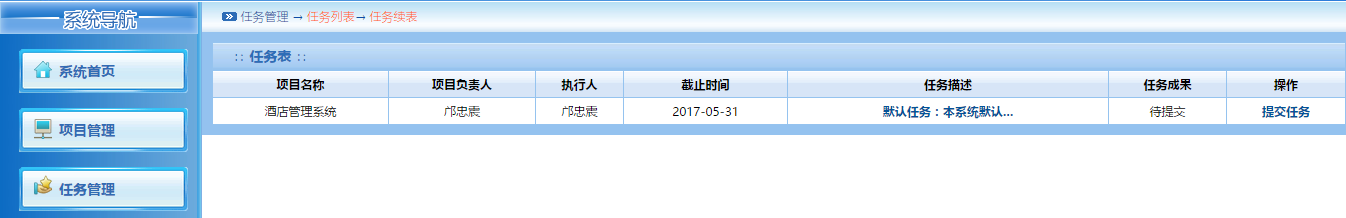 系统导航
系统首页
项目管理
任务管理
任务管理 → 任务列表→ 任务续表
:: 任务表 ::
项目名称 项目负责人 执行人 截止时间 任务描述 任务成果 操作
酒店管理系统 邝忠震 邝忠震 2017-05-31 默认任务：本系统默认... 待提交 提交任务